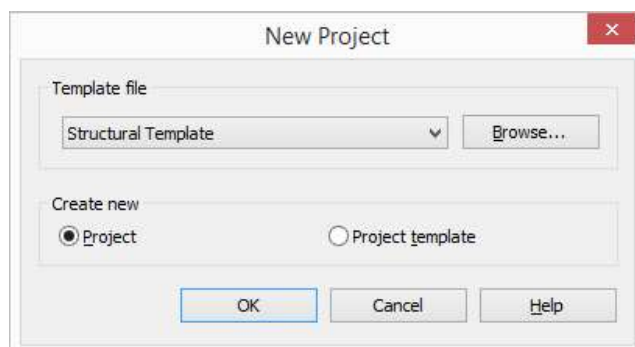 New Project
Template file
Structural Template
Browse...
Create new
Project
Project template
OK
Cancel
Help